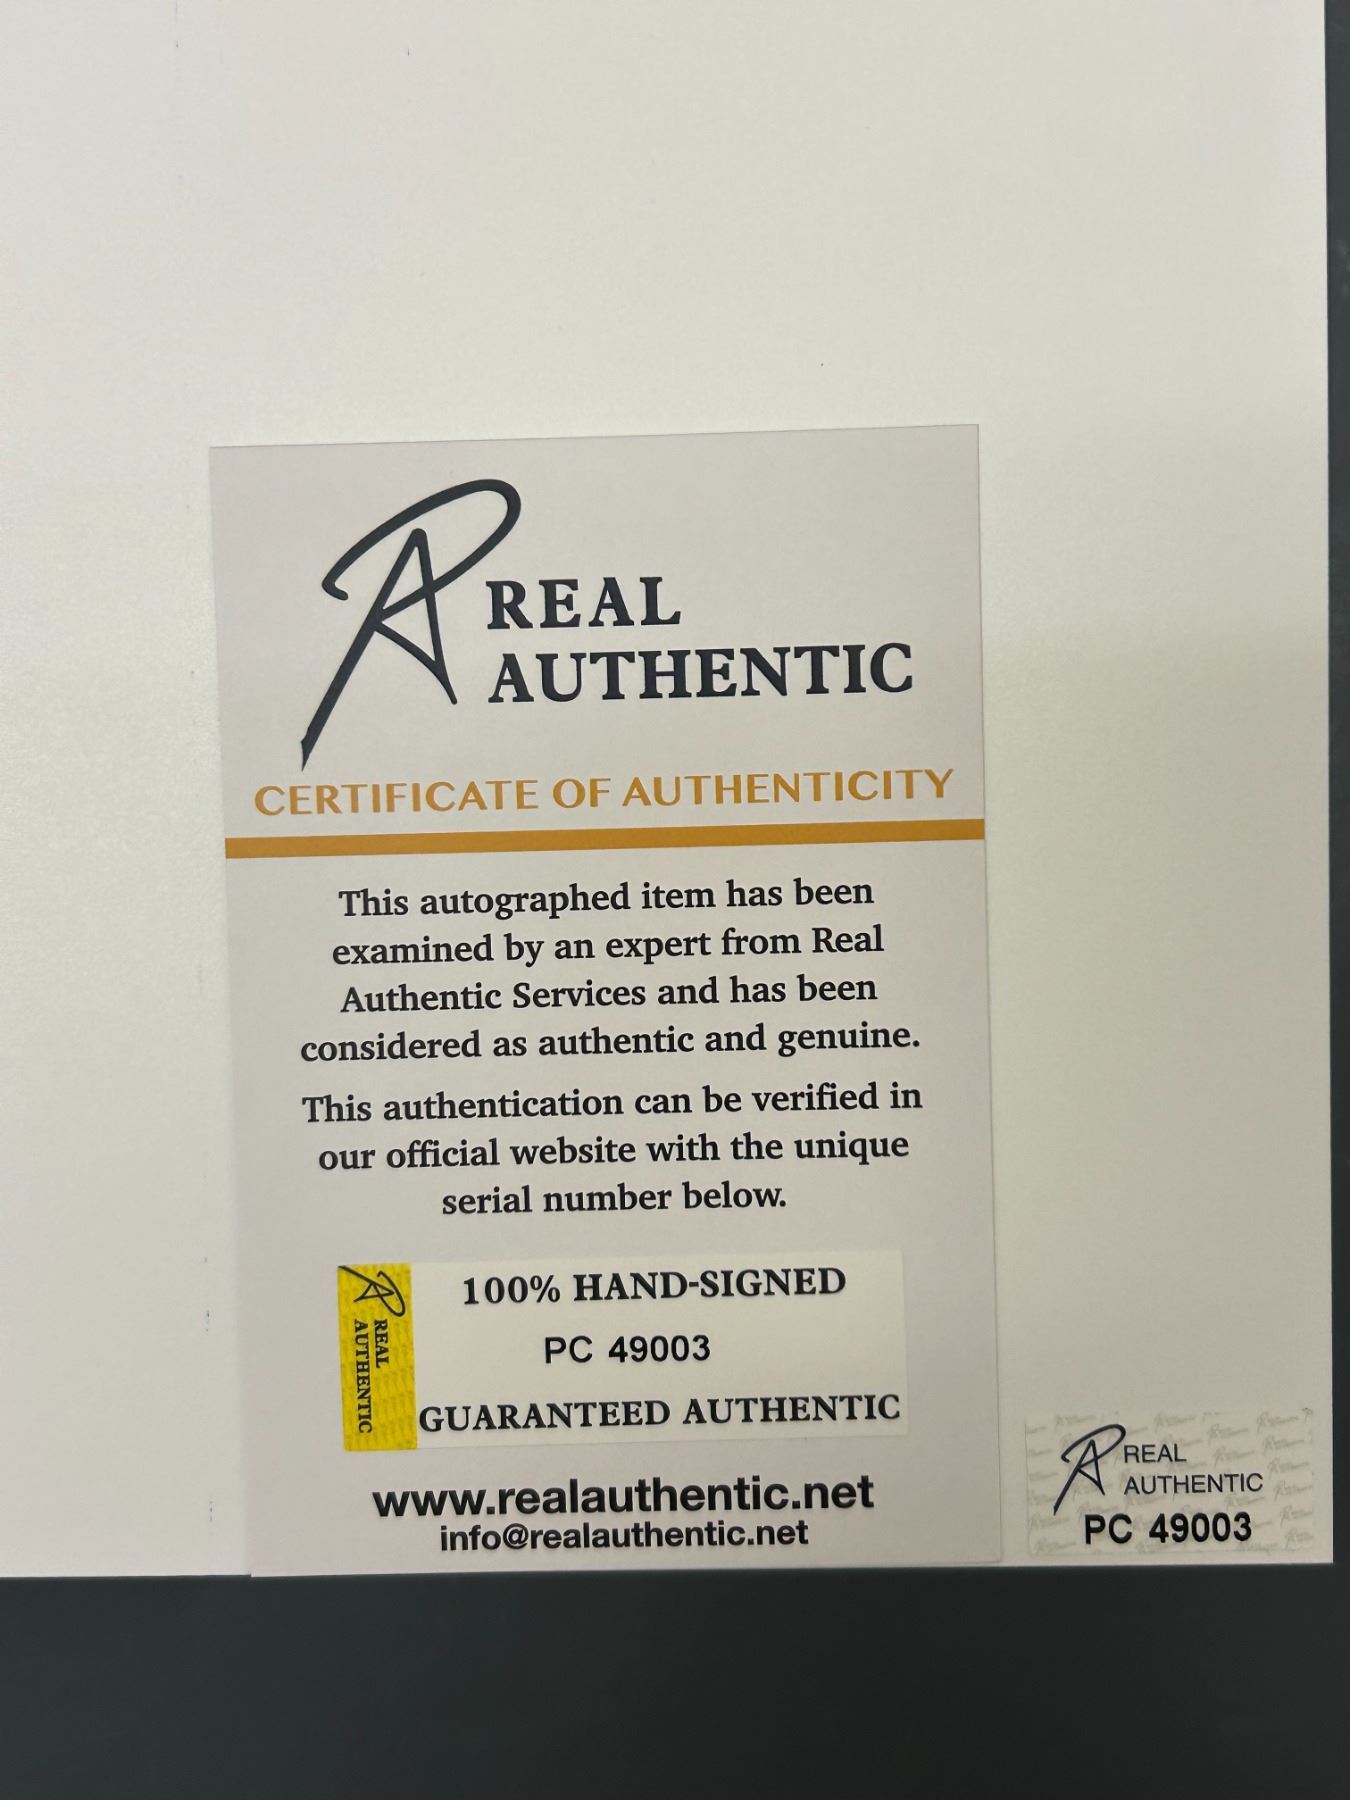 REAL
AUTHENTIC
CERTIFICATE OF AUTHENTICITY
This autographed item has been
examined by an expert from Real
Authentic Services and has been
considered as authentic and genuine.
This authentication can be verified in
our official website with the unique
serial number below.
REAL
AUTHENTIC
100% HAND-SIGNED
PC 49003
GUARANTEED AUTHENTIC
www.realauthentic.net
info@realauthentic.net
REAL
AUTHENTIC
PC 49003